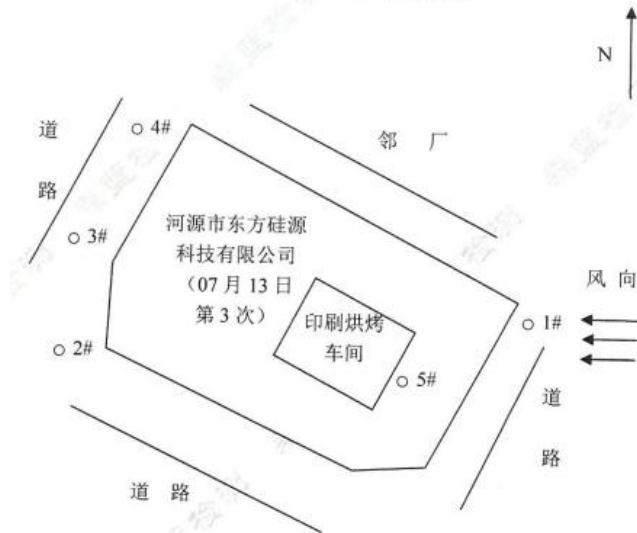 N
道
路
4#
邻 厂
3#
河源市东方硅源
科技有限公司
（07 月 13 日
第 3 次）
风 向
印刷烘烤
车间
1#
2#
5#
道
路
道 路